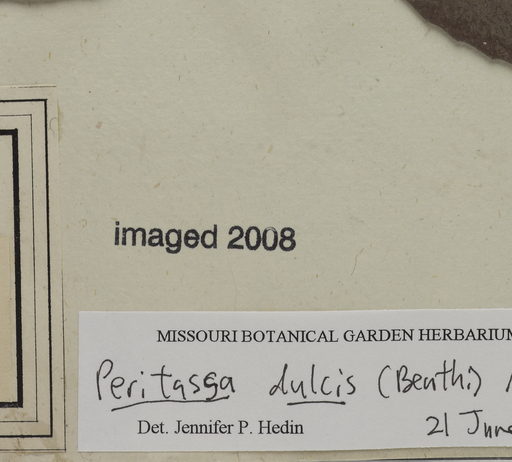 imaged 2008
MISSOURI BOTANICAL GARDEN HERBARIUM
Peritassa dulcis (Benth.)
Det. Jennifer P. Hedin
21 June